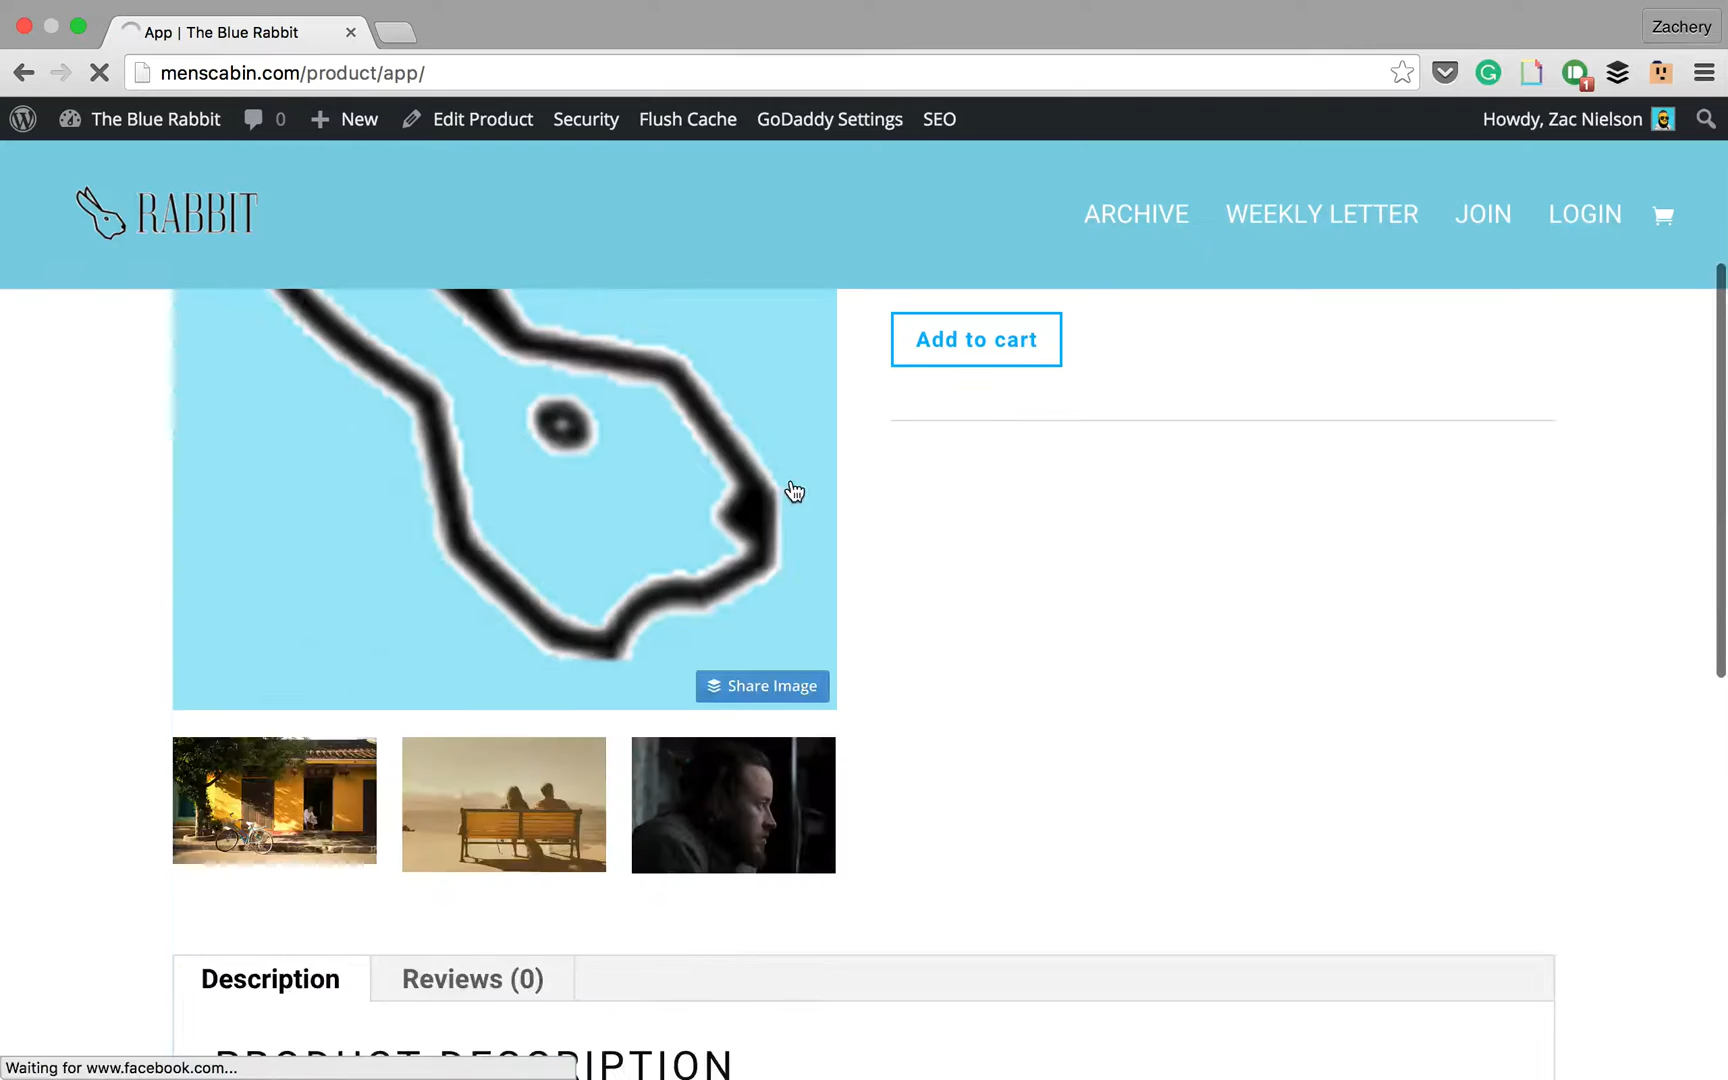 App | The Blue Rabbit
Zachery
menscabin.com/product/app/
1
The Blue Rabbit 0 New Edit Product Security Flush Cache GoDaddy Settings SEO Howdy, Zac Nielson
RABBIT
ARCHIVE WEEKLY LETTER JOIN LOGIN
Add to cart
Share Image
Description Reviews (0)
PRODUCT DESCRIPTION
Waiting for www.facebook.com...